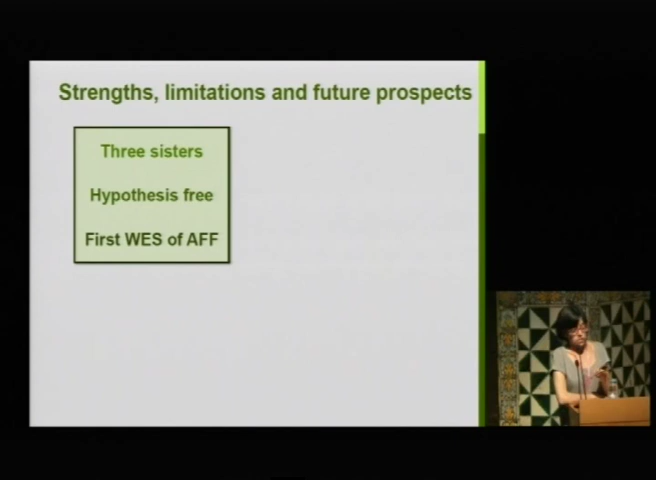 Strengths, limitations and future prospects
Three sisters
Hypothesis free
First WES of AFF